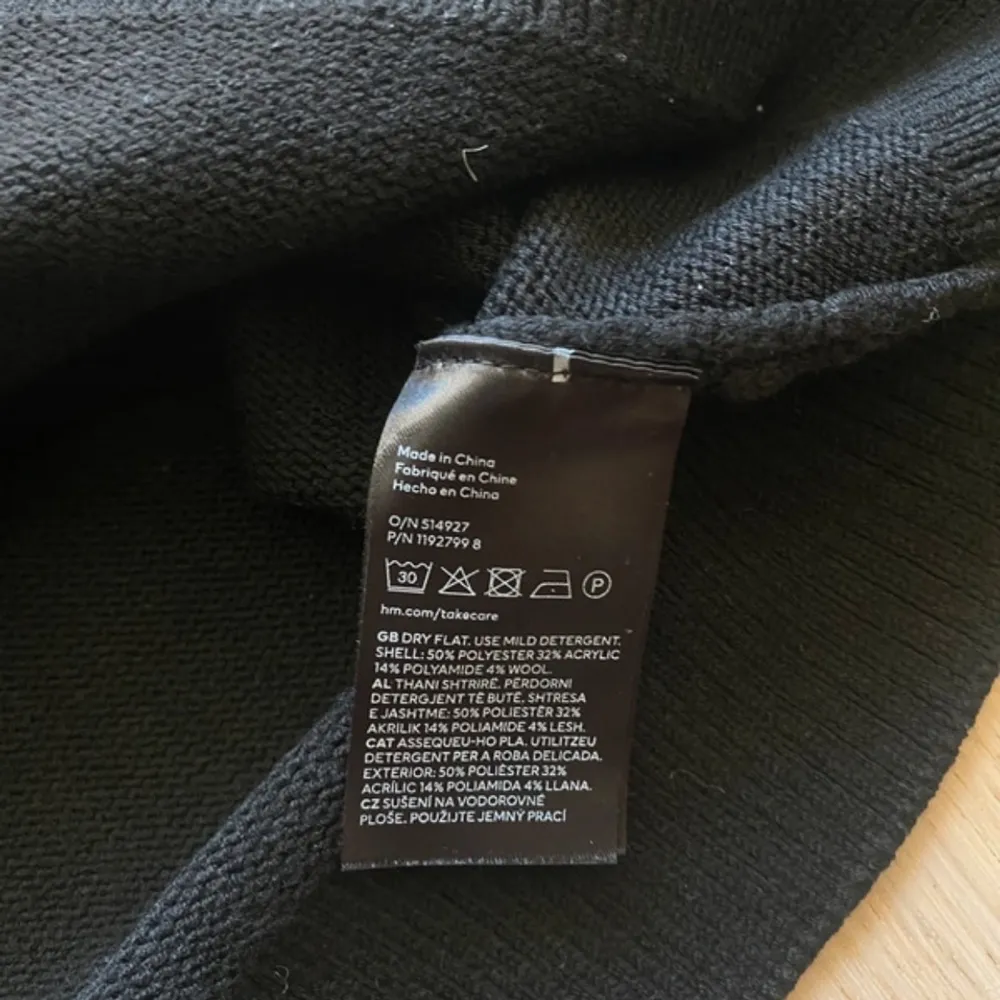 Made in China
Fabriqué en Chine
Hecho en China
O/N 514927
P/N 1192799 8
30 P
hm.com/takecare
GB DRY FLAT. USE MILD DETERGENT.
SHELL: 50% POLYESTER 32% ACRYLIC
14% POLYAMIDE 4% WOOL.
AL THANI SHTRIRË. PËRDORNI
DETERGJENT TË BUTË. SHTRESA
E JASHTME: 50% POLIESTËR 32%
AKRILIK 14% POLIAMIDE 4% LESH.
CAT ASSEQUEU-HO PLA. UTILITZEU
DETERGENT PER A ROBA DELICADA.
EXTERIOR: 50% POLIÈSTER 32%
ACRÍLIC 14% POLIAMIDA 4% LLANA.
CZ SUŠENÍ NA VODOROVNÉ
PLOŠE. POUŽIJTE JEMNÝ PRACÍ